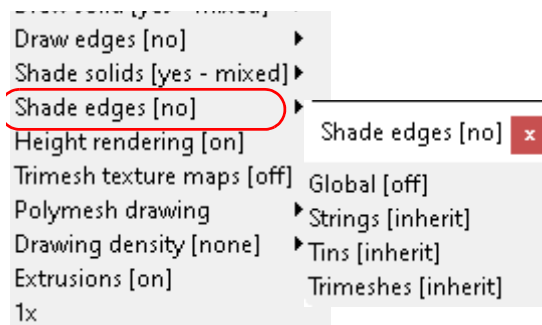 Draw edges [no]
Shade solids [yes - mixed]
Shade edges [no]
Height rendering [on]
Trimesh texture maps [off]
Polymesh drawing
Drawing density [none]
Extrusions [on]
1x
Shade edges [no] x
Global [off]
Strings [inherit]
Tins [inherit]
Trimeshes [inherit]